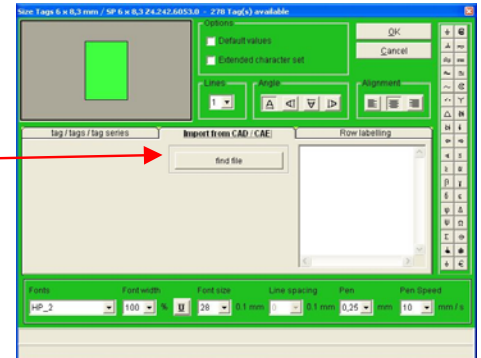 Size Tags 6 x 8,3 mm / SP 6 x 8,3 Z4.242.6053.0 - 278 Tag(s) available
Options
Default values
Extended character set
OK
Cancel
Lines
Angle
Alignment
1
A
tag / tags / tag series
Import from CAD / CAE
Row labelling
find file
Fonts
Font width
Font size
Line spacing
Pen
Pen Speed
HP_2
100
%
U
28
0.1 mm
0
0.1 mm
0,25
mm
10
mm / s